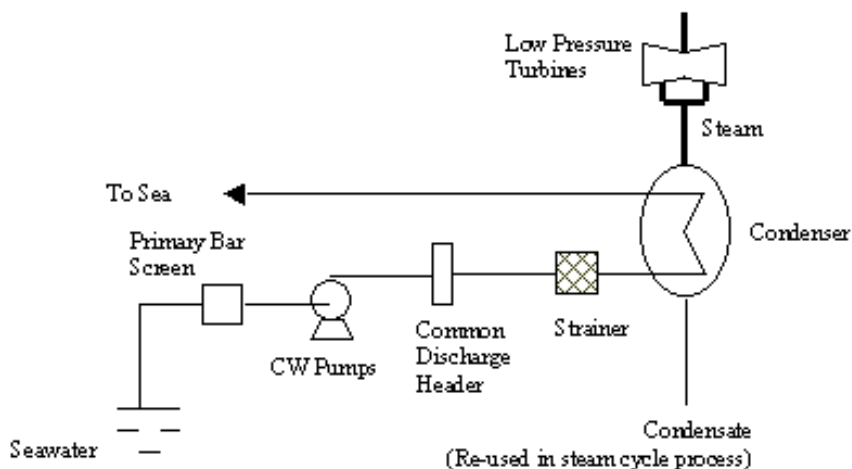 Low Pressure
Turbines
Steam
To Sea
Condenser
Primary Bar
Screen
CW Pumps
Common
Discharge
Header
Strainer
Seawater
Condensate
(Re-used in steam cycle process)